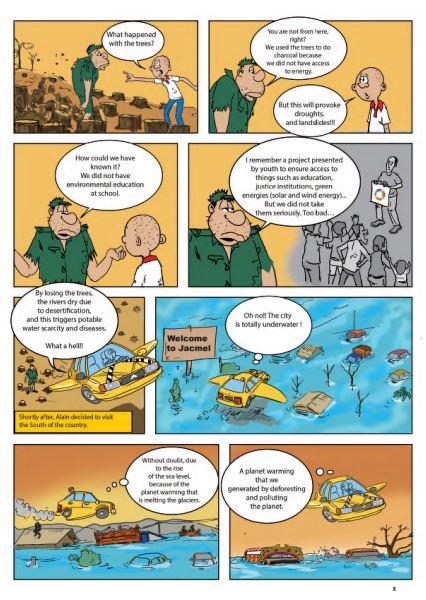 What happened
with the trees?
You are not from here,
right?
We used the trees to do
charcoal because
we did not have access
to energy.
But this will provoke
droughts,
and landslides!!!
How could we have
known it?
We did not have
environmental education
at school.
I remember a project presented
by youth to ensure access to
things such as education,
justice institutions, green
energies (solar and wind energy)...
But we did not take
them seriously. Too bad...
By losing the trees,
the rivers dry due
to desertification,
and this triggers potable
water scarcity and diseases.
What a hell!!
Shortly after, Alain decided to visit
the South of the country.
Welcome
to Jacmel
Oh no!! The city
is totally underwater !
Without doubt, due
to the rise
of the sea level,
because of the
planet warming that
is melting the glaciers.
A planet warming
that we
generated by deforesting
and polluting
the planet.
8